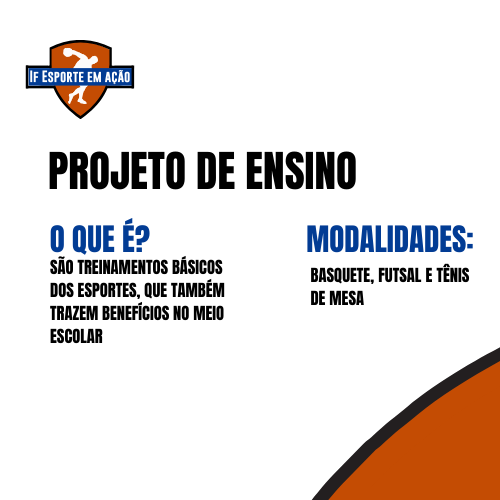 IF ESPORTE EM AÇÃO
PROJETO DE ENSINO
O QUE É?
SÃO TREINAMENTOS BÁSICOS
DOS ESPORTES, QUE TAMBÉM
TRAZEM BENEFÍCIOS NO MEIO
ESCOLAR
MODALIDADES:
BASQUETE, FUTSAL E TÊNIS
DE MESA